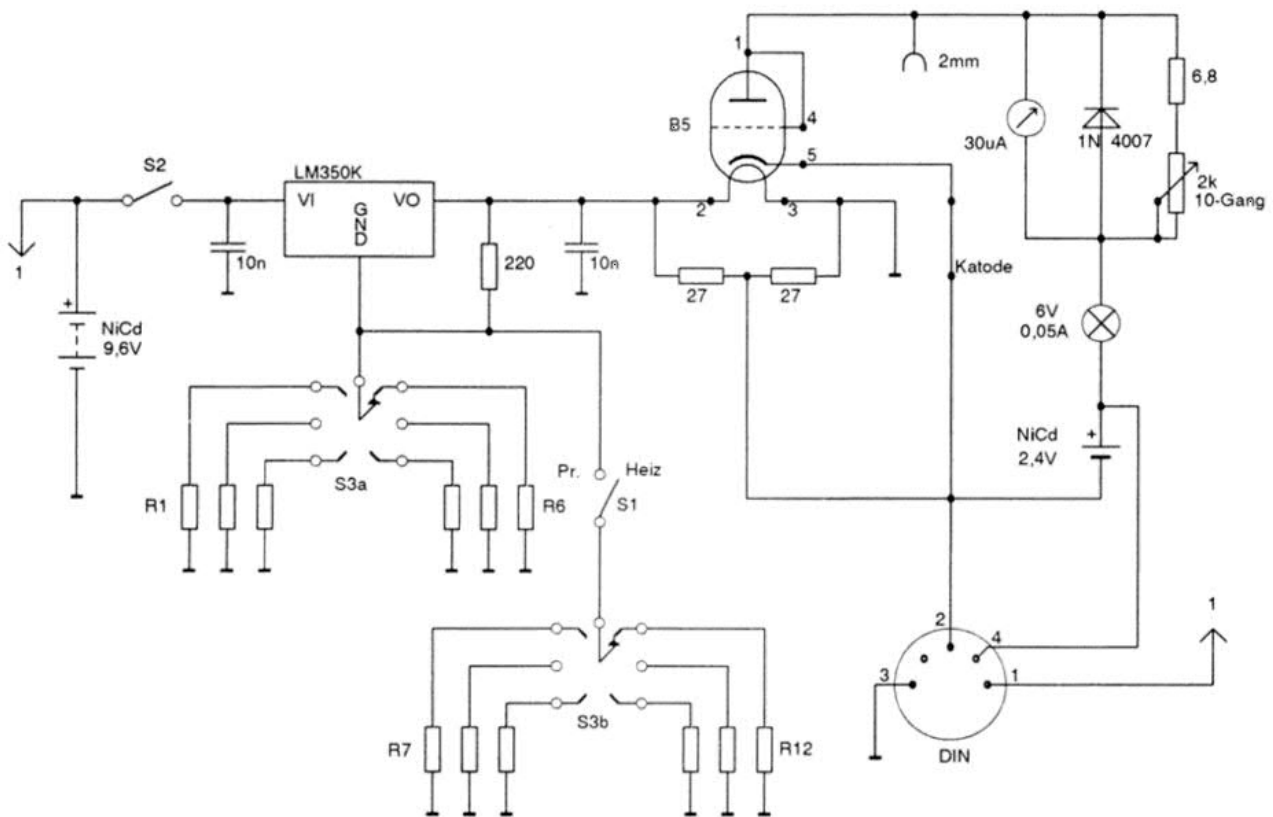 1
2mm
6,8
B5
4
30uA
1N 4007
5
S2
LM350K
2k
10-Gang
VI
GND
VO
2
3
1
10n
220
10n
27
27
Katode
+
NiCd
9,6V
6V
0,05A
NiCd
2,4V
+
Pr.
Heiz
R1
S3a
R6
S1
1
2
4
3
1
R7
S3b
R12
DIN